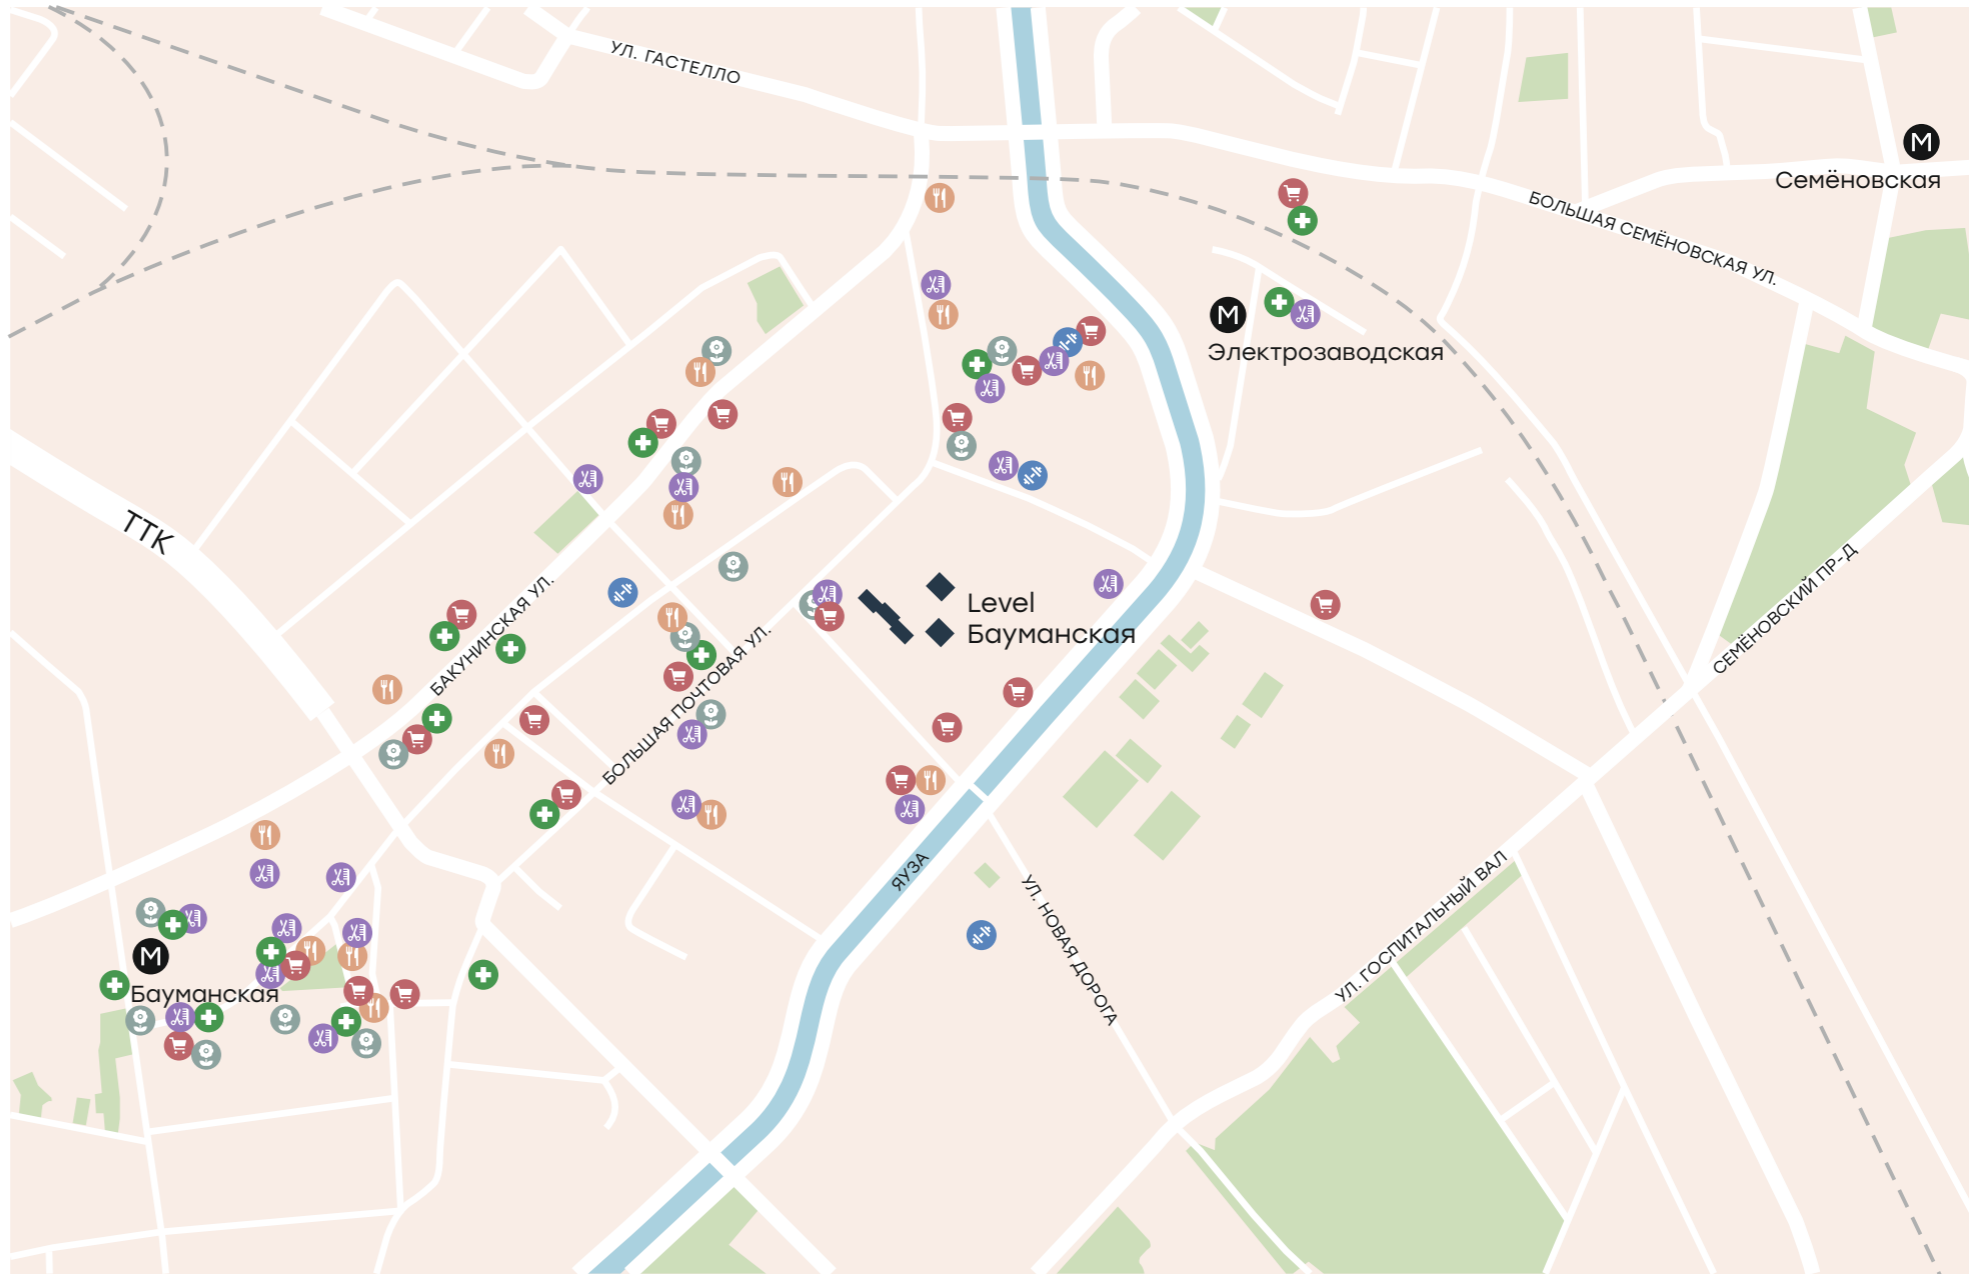 УЛ. ГАСТЕЛЛО
М
Семёновская
БОЛЬШАЯ СЕМЁНОВСКАЯ УЛ.
М
Электрозаводская
ТТК
БАКУНИНСКАЯ УЛ.
Level
Бауманская
СЕМЁНОВСКИЙ ПР-Д
БОЛЬШАЯ ПОЧТОВАЯ УЛ.
ЯУЗА
УЛ. НОВАЯ ДОРОГА
УЛ. ГОСПИТАЛЬНЫЙ ВАЛ
М
Бауманская